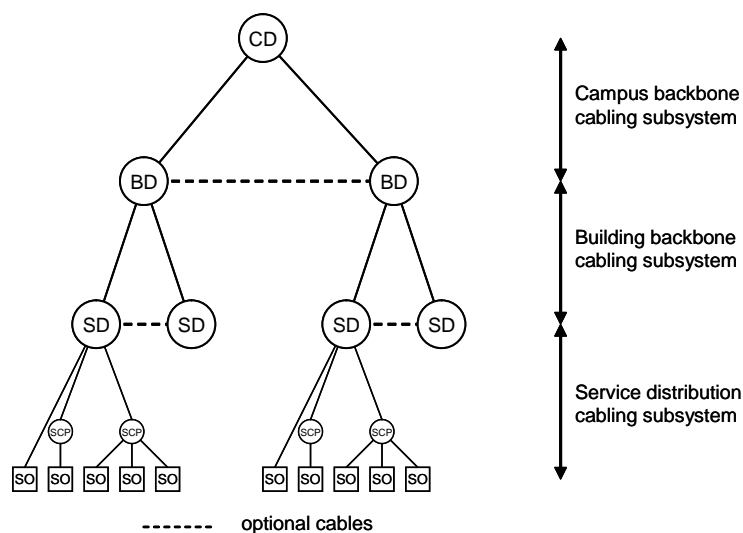 CD
Campus backbone
cabling subsystem
BD BD
Building backbone
cabling subsystem
SD SD SD SD
Service distribution
cabling subsystem
SCP SCP SCP SCP
SO SO SO SO SO SO SO SO SO SO
optional cables